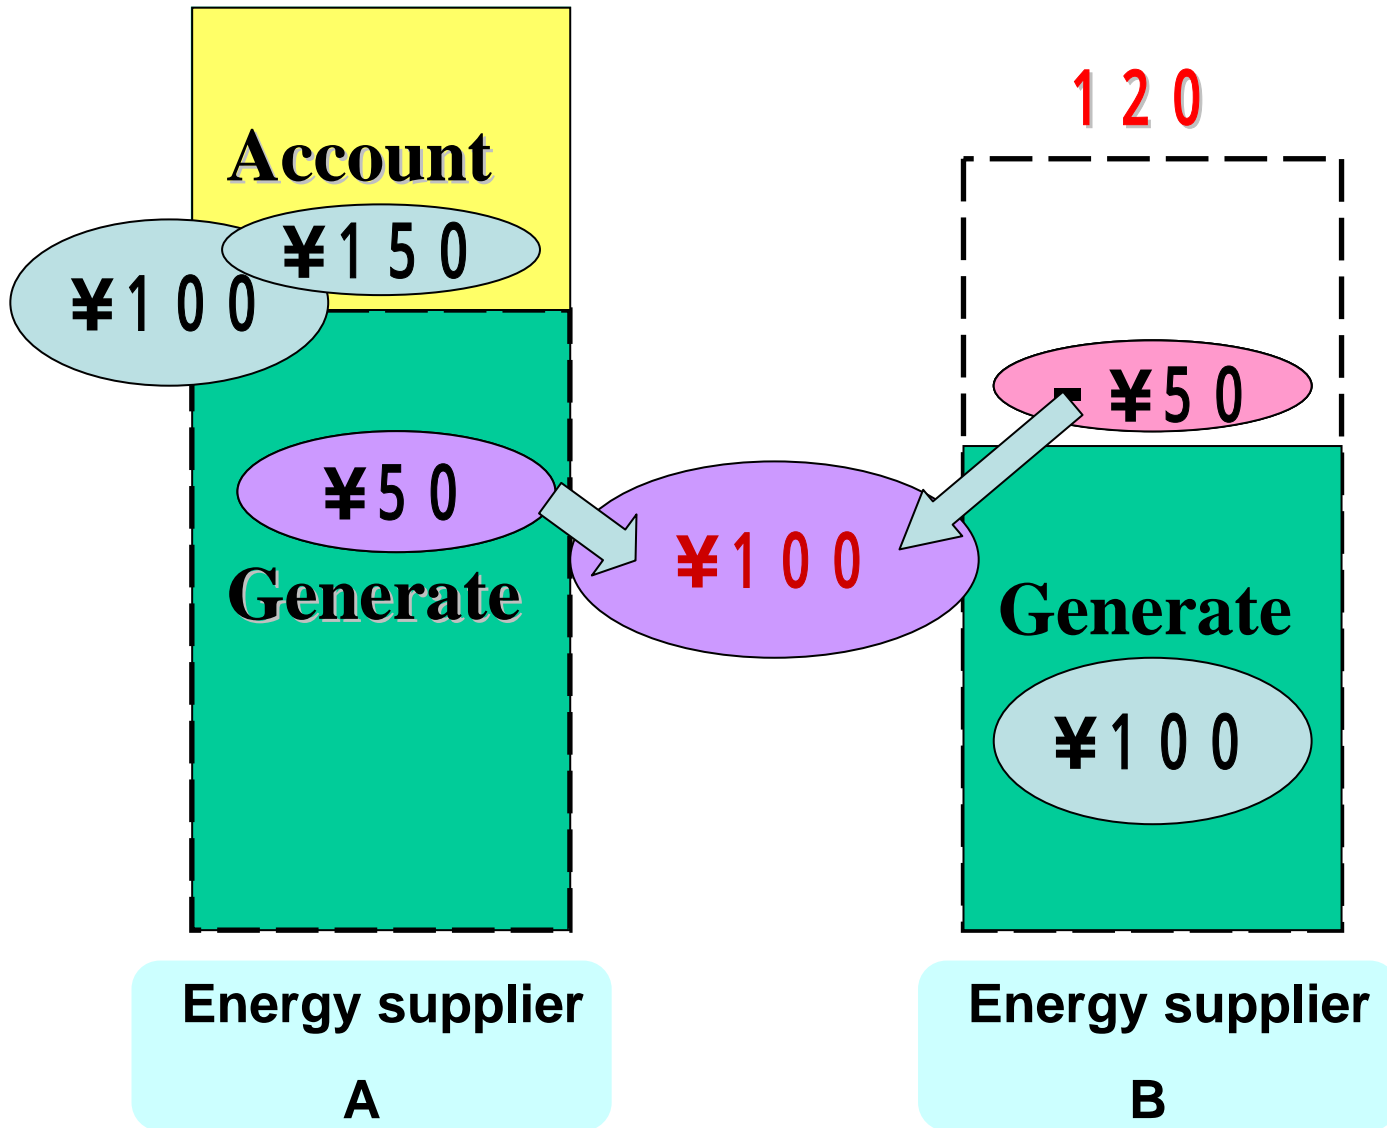 １２０
Account
¥１５０
¥１００
-¥５０
¥５０
¥１００
Generate
Generate
¥１００
Energy supplier
A
Energy supplier
B